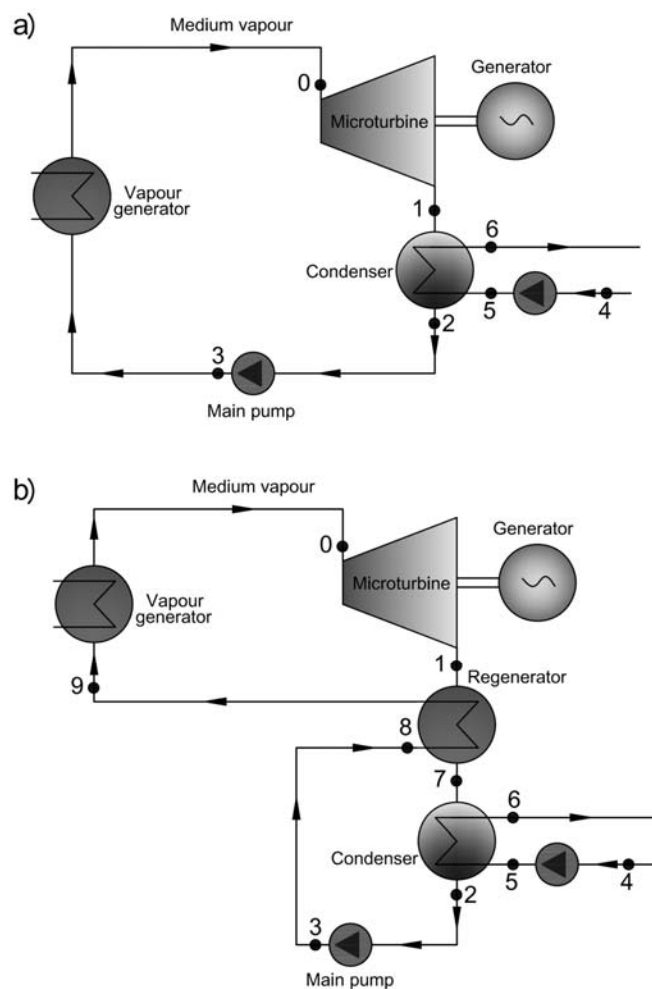 a)
Medium vapour
Generator
0
Microturbine
Vapour
generator
1
6
Condenser
5
4
2
3
Main pump
b)
Medium vapour
Generator
0
Microturbine
Vapour
generator
1
Regenerator
9
8
7
6
Condenser
5
4
2
3
Main pump